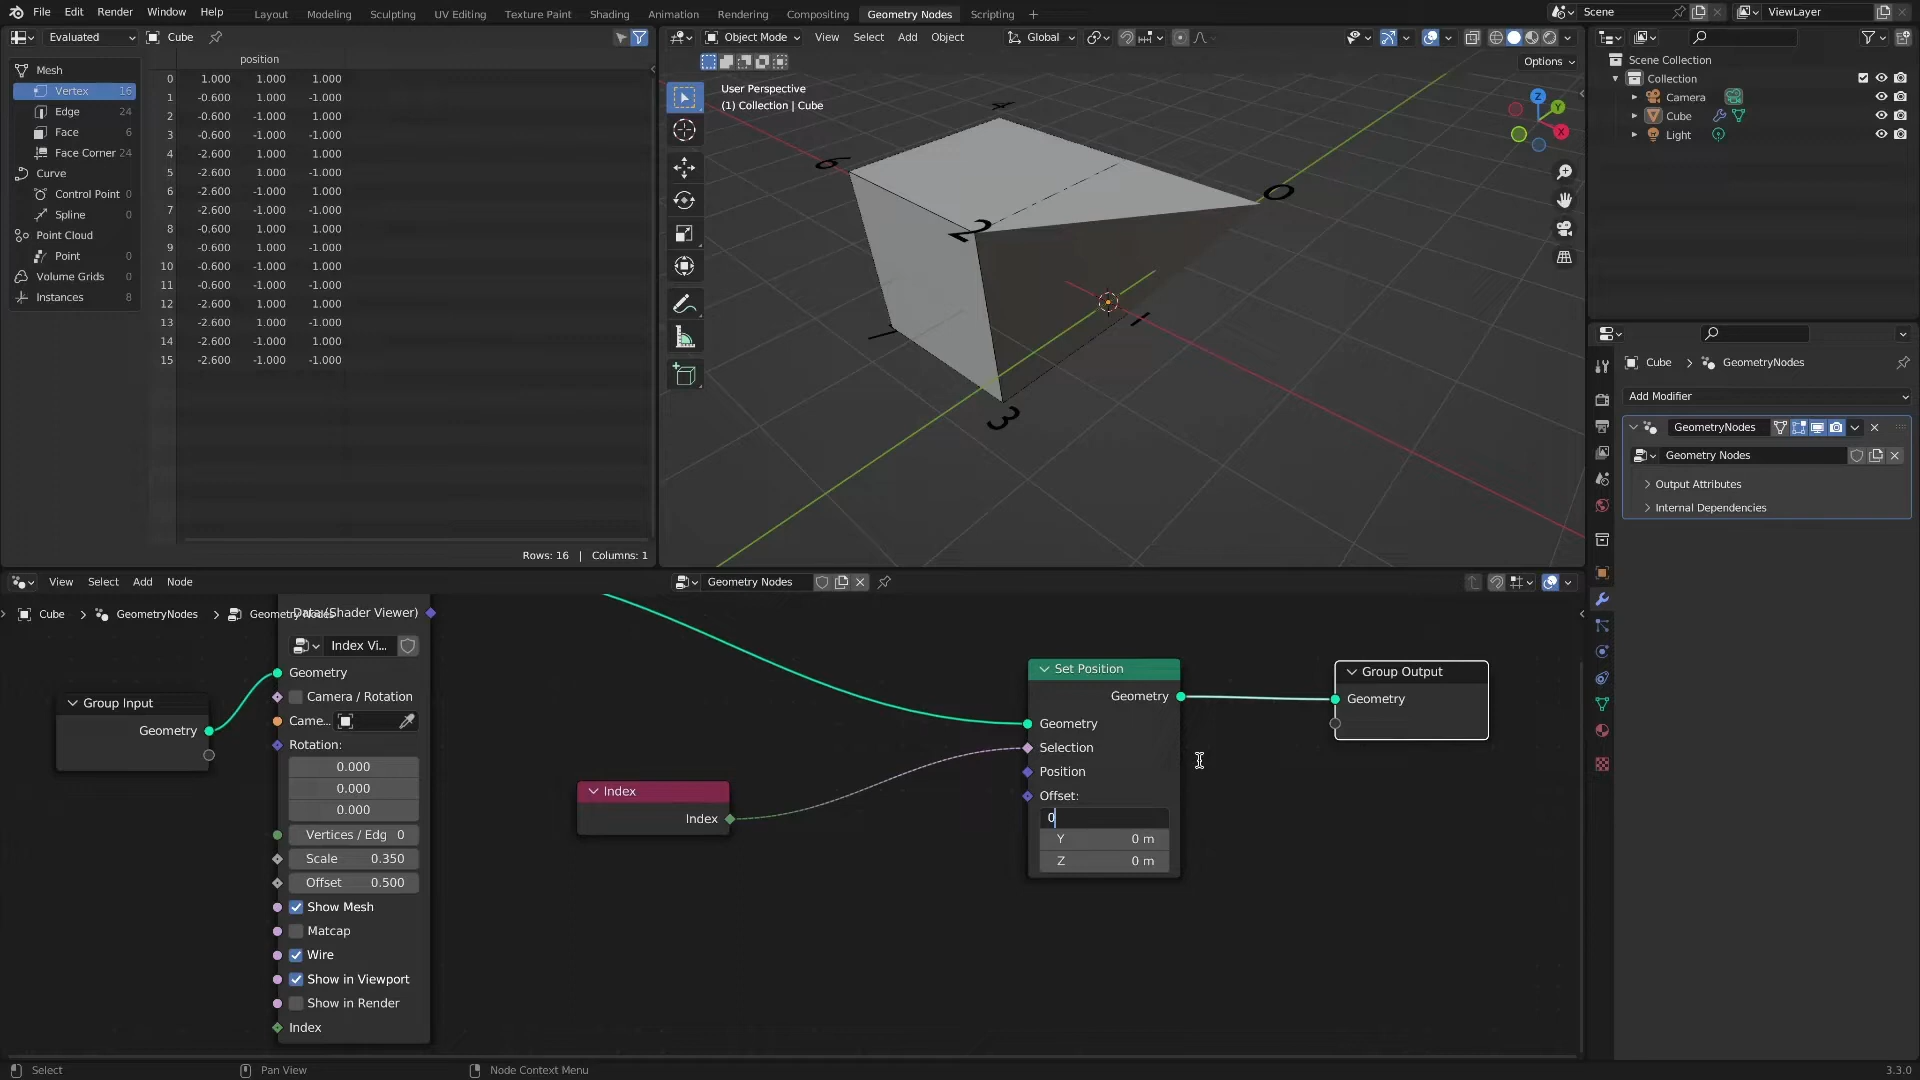 File Edit Render Window Help Layout Modeling Sculpting UV Editing Texture Paint Shading Animation Rendering Compositing Geometry Nodes Scripting + Scene ViewLayer
Evaluated Cube
position
Mesh
Vertex 16
Edge 24
Face 6
Face Corner 24
Curve
Control Point 0
Spline 0
Point Cloud
Point 0
Volume Grids 0
Instances 8
0 1.000 1.000 1.000
1 -0.600 1.000 -1.000
2 -0.600 -1.000 1.000
3 -0.600 -1.000 -1.000
4 -2.600 1.000 1.000
5 -2.600 1.000 -1.000
6 -2.600 -1.000 1.000
7 -2.600 -1.000 -1.000
8 -0.600 1.000 1.000
9 -0.600 1.000 -1.000
10 -0.600 -1.000 1.000
11 -0.600 -1.000 -1.000
12 -2.600 1.000 1.000
13 -2.600 1.000 -1.000
14 -2.600 -1.000 1.000
15 -2.600 -1.000 -1.000
Rows: 16 | Columns: 1
Object Mode View Select Add Object Global
Options
User Perspective
(1) Collection | Cube
Z
Y
X
4
6
0
2
1
3
Scene Collection
Collection
Camera
Cube
Light
Cube > GeometryNodes
Add Modifier
GeometryNodes
Geometry Nodes
Output Attributes
Internal Dependencies
View Select Add Node Geometry Nodes
Cube > GeometryNodes >
Data (Shader Viewer)
Index Vi...
Geometry
Camera / Rotation
Came...
Rotation:
0.000
0.000
0.000
Vertices / Edg 0
Scale 0.350
Offset 0.500
Show Mesh
Matcap
Wire
Show in Viewport
Show in Render
Index
Group Input
Geometry
Index
Index
Set Position
Geometry
Geometry
Selection
Position
Offset:
0
Y 0 m
Z 0 m
Group Output
Geometry
Select Pan View Node Context Menu 3.3.0